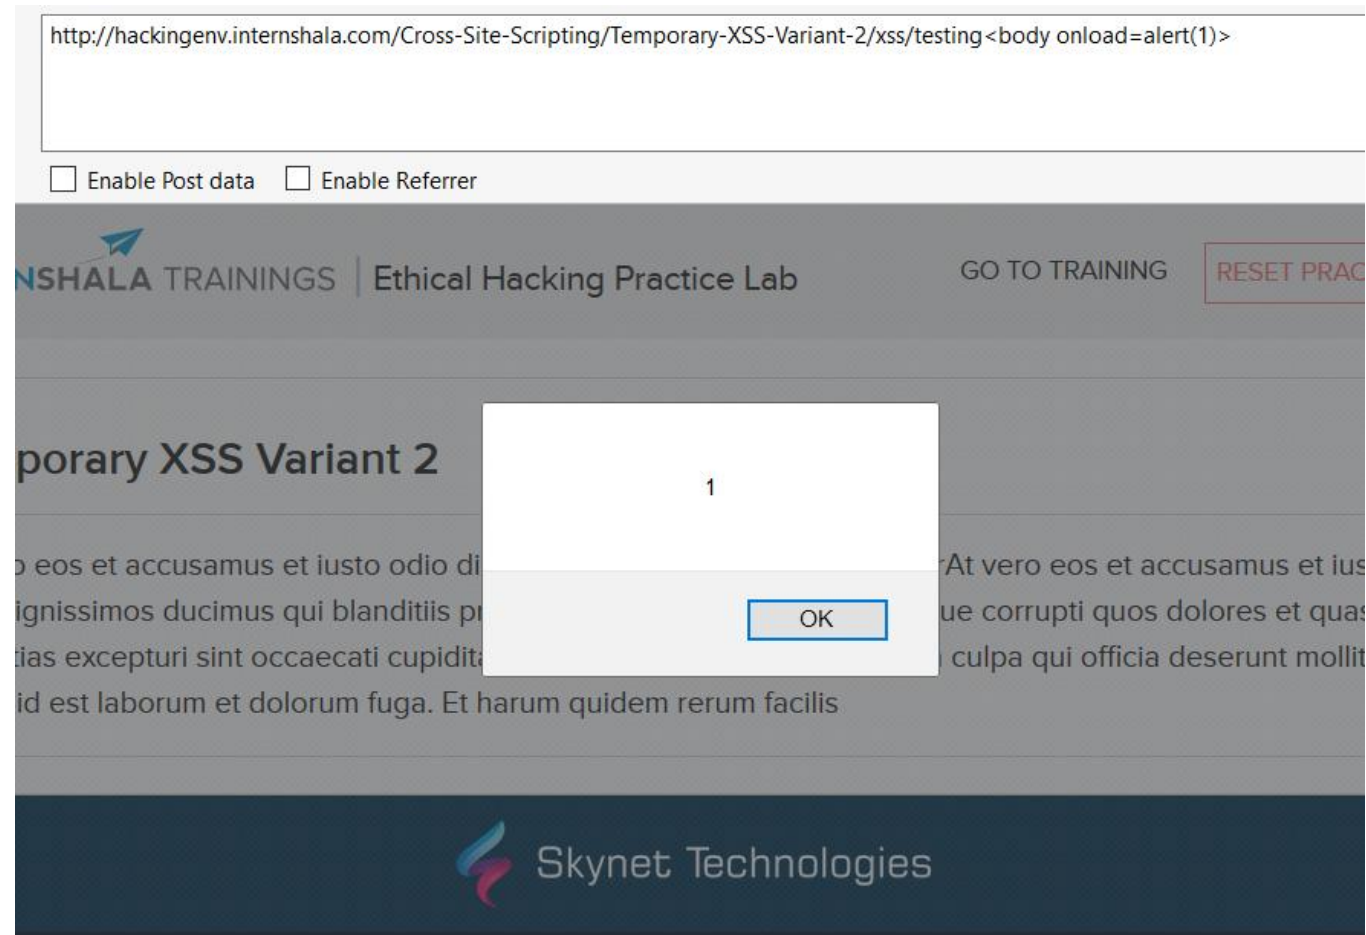 http://hackingenv.internshala.com/Cross-Site-Scripting/Temporary-XSS-Variant-2/xss/testing<body onload=alert(1)>
Enable Post data Enable Referrer
NSHALA TRAININGS | Ethical Hacking Practice Lab GO TO TRAINING RESET PRAC
porary XSS Variant 2
1
o eos et accusamus et iusto odio di rAt vero eos et accusamus et ius
ignissimos ducimus qui blanditiis pr ue corrupti quos dolores et quas
OK
tias excepturi sint occaecati cupidita culpa qui officia deserunt mollit
id est laborum et dolorum fuga. Et harum quidem rerum facilis
Skynet Technologies